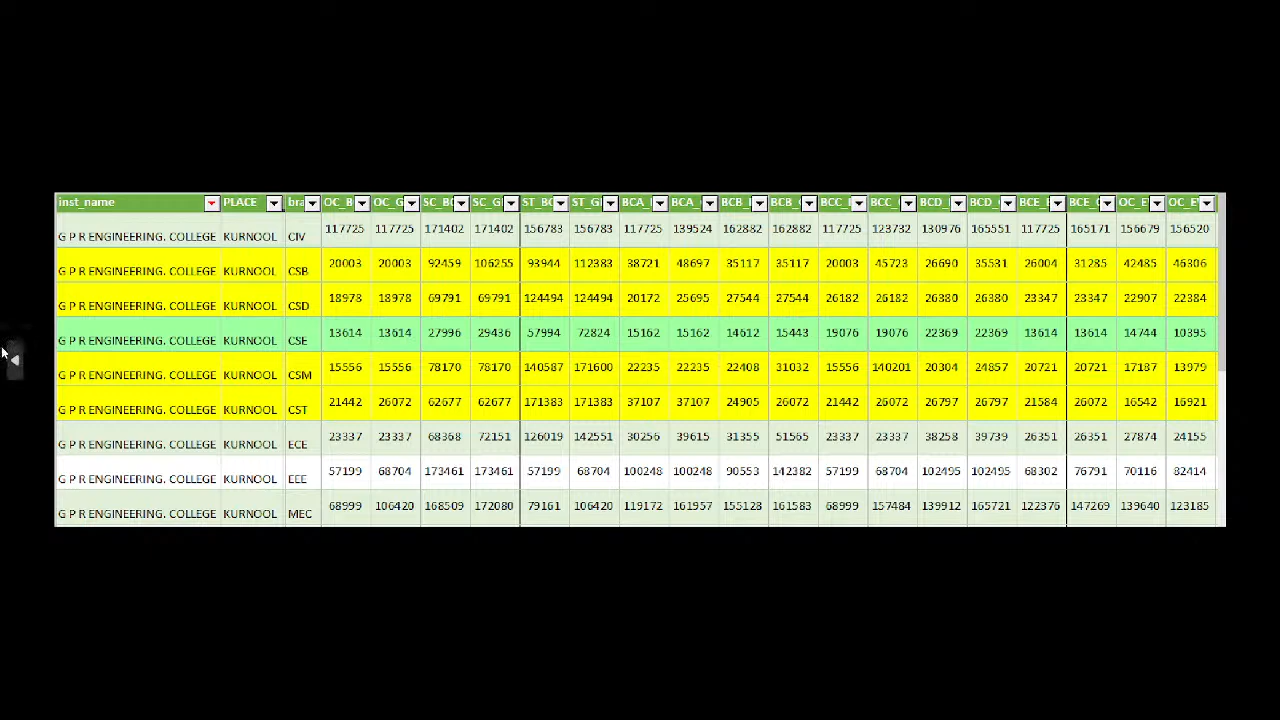 inst_name PLACE bra OC_B OC_G SC_BO SC_GI ST_BO ST_GI BCA_ BCA_ BCB_ BCB_ BCC_ BCC_ BCD_ BCD_ BCE_ BCE_ OC_E OC_E
G P R ENGINEERING. COLLEGE KURNOOL CIV 117725 117725 171402 171402 156783 156783 117725 139524 162882 162882 117725 123732 130976 165551 117725 165171 156679 156520
G P R ENGINEERING. COLLEGE KURNOOL CSB 20003 20003 92459 106255 93944 112383 38721 48697 35117 35117 20003 45723 26690 35531 26004 31285 42485 46306
G P R ENGINEERING. COLLEGE KURNOOL CSD 18978 18978 69791 69791 124494 124494 20172 25695 27544 27544 26182 26182 26380 26380 23347 23347 22907 22384
G P R ENGINEERING. COLLEGE KURNOOL CSE 13614 13614 27996 29436 57994 72824 15162 15162 14612 15443 19076 19076 22369 22369 13614 13614 14744 10395
G P R ENGINEERING. COLLEGE KURNOOL CSM 15556 15556 78170 78170 140587 171600 22235 22235 22408 31032 15556 140201 20304 24857 20721 20721 17187 13979
G P R ENGINEERING. COLLEGE KURNOOL CST 21442 26072 62677 62677 171383 171383 37107 37107 24905 26072 21442 26072 26797 26797 21584 26072 16542 16921
G P R ENGINEERING. COLLEGE KURNOOL ECE 23337 23337 68368 72151 126019 142551 30256 39615 31355 51565 23337 23337 38258 39739 26351 26351 27874 24155
G P R ENGINEERING. COLLEGE KURNOOL EEE 57199 68704 173461 173461 57199 68704 100248 100248 90553 142382 57199 68704 102495 102495 68302 76791 70116 82414
G P R ENGINEERING. COLLEGE KURNOOL MEC 68999 106420 168509 172080 79161 106420 119172 161957 155128 161583 68999 157484 139912 165721 122376 147269 139640 123185